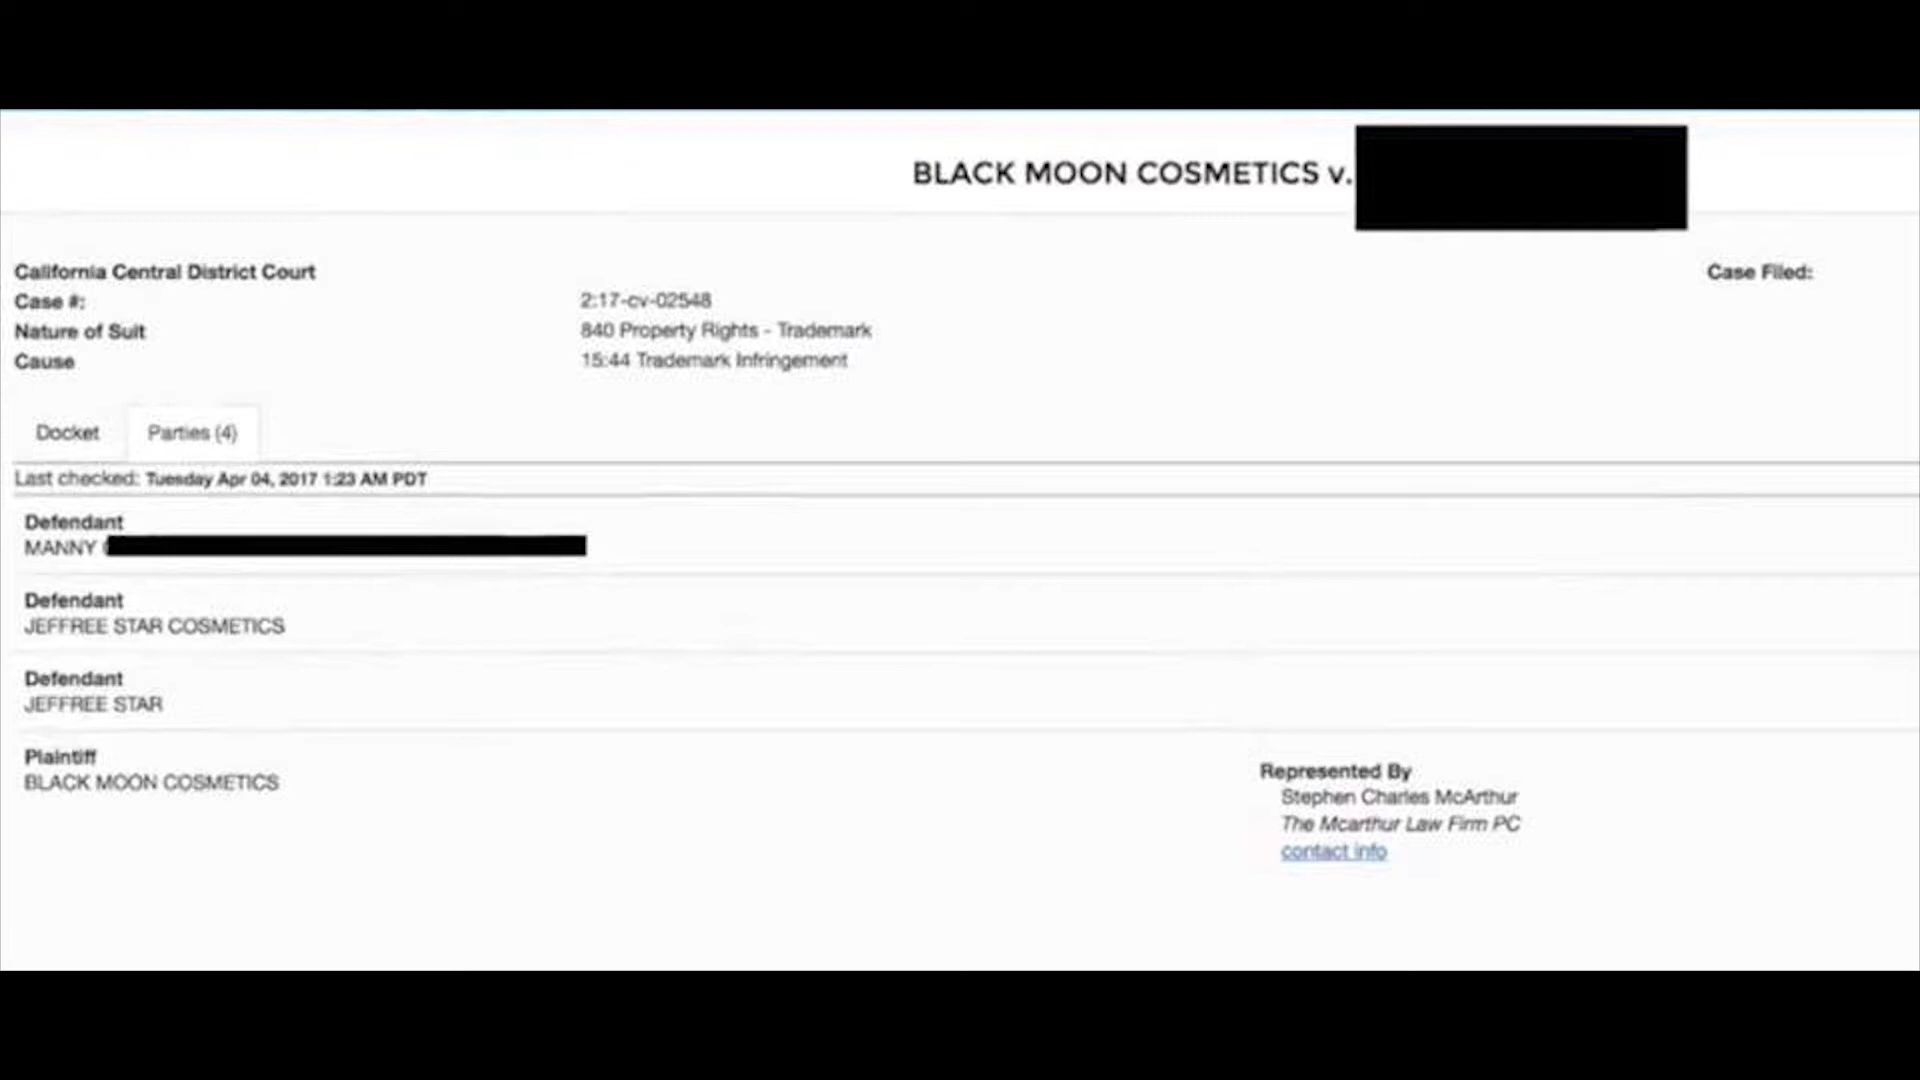 BLACK MOON COSMETICS v.
California Central District Court
Case Filed:
Case #:
2:17-cv-02548
Nature of Suit
840 Property Rights - Trademark
Cause
15:44 Trademark Infringement
Docket
Parties (4)
Last checked: Tuesday Apr 04, 2017 1:23 AM PDT
Defendant
MANNY
Defendant
JEFFREE STAR COSMETICS
Defendant
JEFFREE STAR
Plaintiff
BLACK MOON COSMETICS
Represented By
Stephen Charles McArthur
The Mcarthur Law Firm PC
contact info